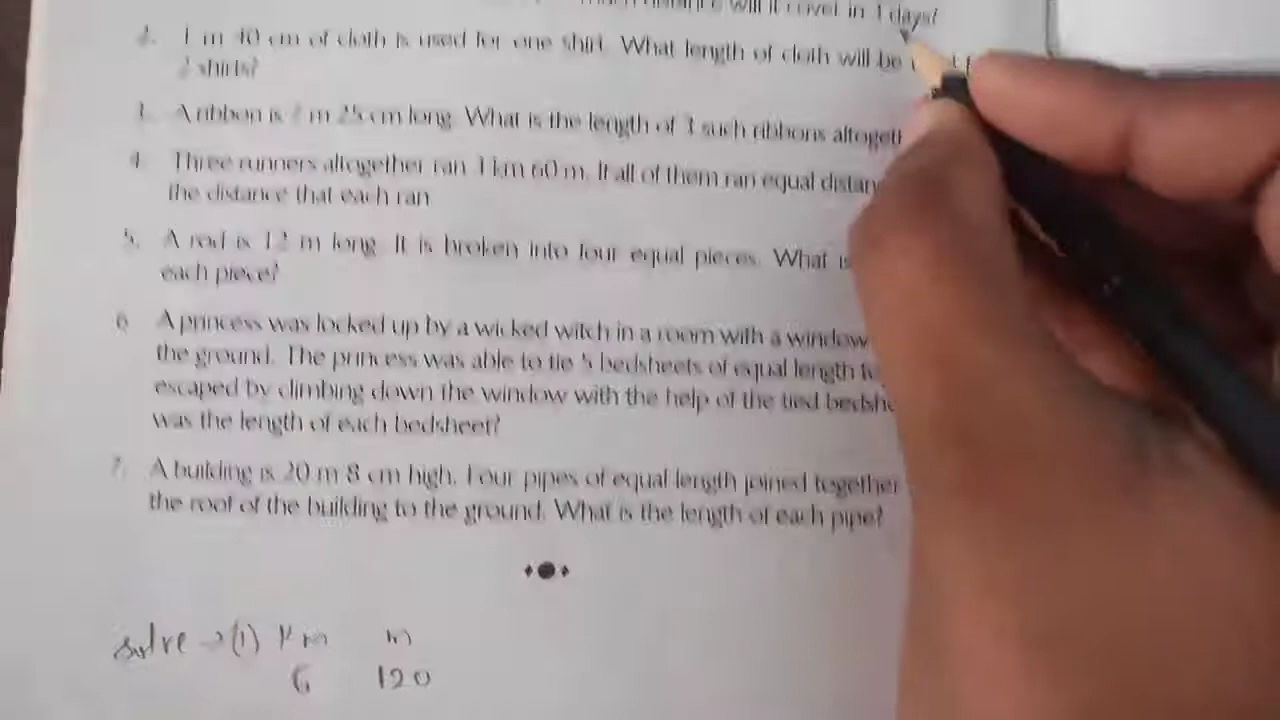 will it cover in 3 days?
2. 1 m 40 cm of cloth is used for one shirt. What length of cloth will be
shirts?
3. A ribbon is 2 m 25 cm long. What is the length of 3 such ribbons altoget
4. Three runners altogether ran 3 km 60 m. If all of them ran equal distan
the distance that each ran
5. A rod is 12 m long. It is broken into four equal pieces. What is
each piece?
6 A princess was locked up by a wicked witch in a room with a window
the ground. The princess was able to tie 5 bedsheets of equal length to
escaped by climbing down the window with the help of the tied bedshe
was the length of each bedsheet?
7. A building is 20 m 8 cm high. Four pipes of equal length joined together
the roof of the building to the ground. What is the length of each pipe?
solve → (1) km m
6 120